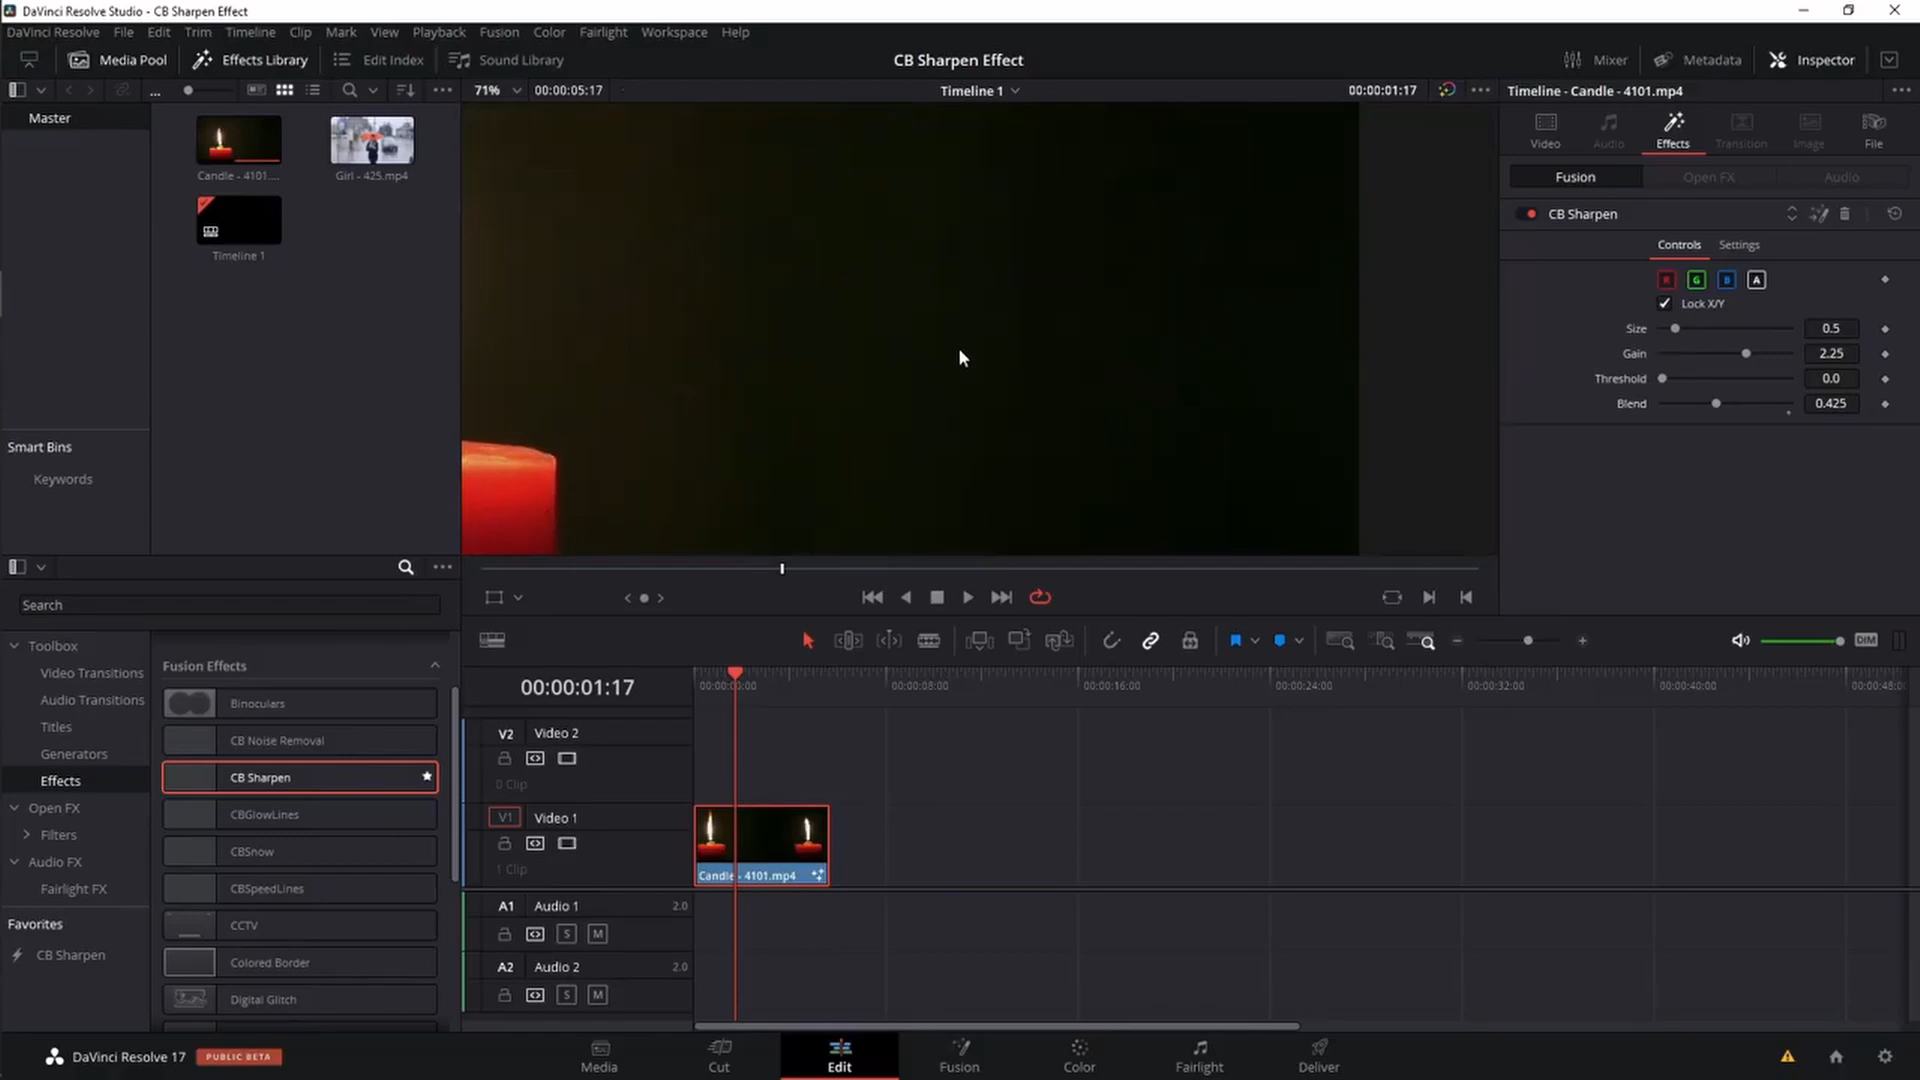 DaVinci Resolve Studio - CB Sharpen Effect
DaVinci Resolve File Edit Trim Timeline Clip Mark View Playback Fusion Color Fairlight Workspace Help
Media Pool Effects Library Edit Index Sound Library CB Sharpen Effect Mixer Metadata Inspector
... 71% 00:00:05:17 Timeline 1 00:00:01:17 Timeline - Candle - 4101.mp4
Master
Candle - 4101.... Girl - 425.mp4
Timeline 1
Video Audio Effects Transition Image File
Fusion Open FX Audio
CB Sharpen
Controls Settings
R G B A
Lock X/Y
Size 0.5
Gain 2.25
Threshold 0.0
Blend 0.425
Smart Bins
Keywords
Search
Toolbox
Video Transitions
Audio Transitions
Titles
Generators
Effects
Open FX
Filters
Audio FX
Fairlight FX
Favorites
CB Sharpen
Fusion Effects
Binoculars
CB Noise Removal
CB Sharpen
CBGlowLines
CBSnow
CBSpeedLines
CCTV
Colored Border
Digital Glitch
DIM
00:00:01:17
00:00:00:00 00:00:08:00 00:00:16:00 00:00:24:00 00:00:32:00 00:00:40:00 00:00:48:0
V2 Video 2
0 Clip
V1 Video 1
1 Clip
Candle - 4101.mp4
A1 Audio 1 2.0
S M
A2 Audio 2 2.0
S M
DaVinci Resolve 17 PUBLIC BETA
Media Cut Edit Fusion Color Fairlight Deliver